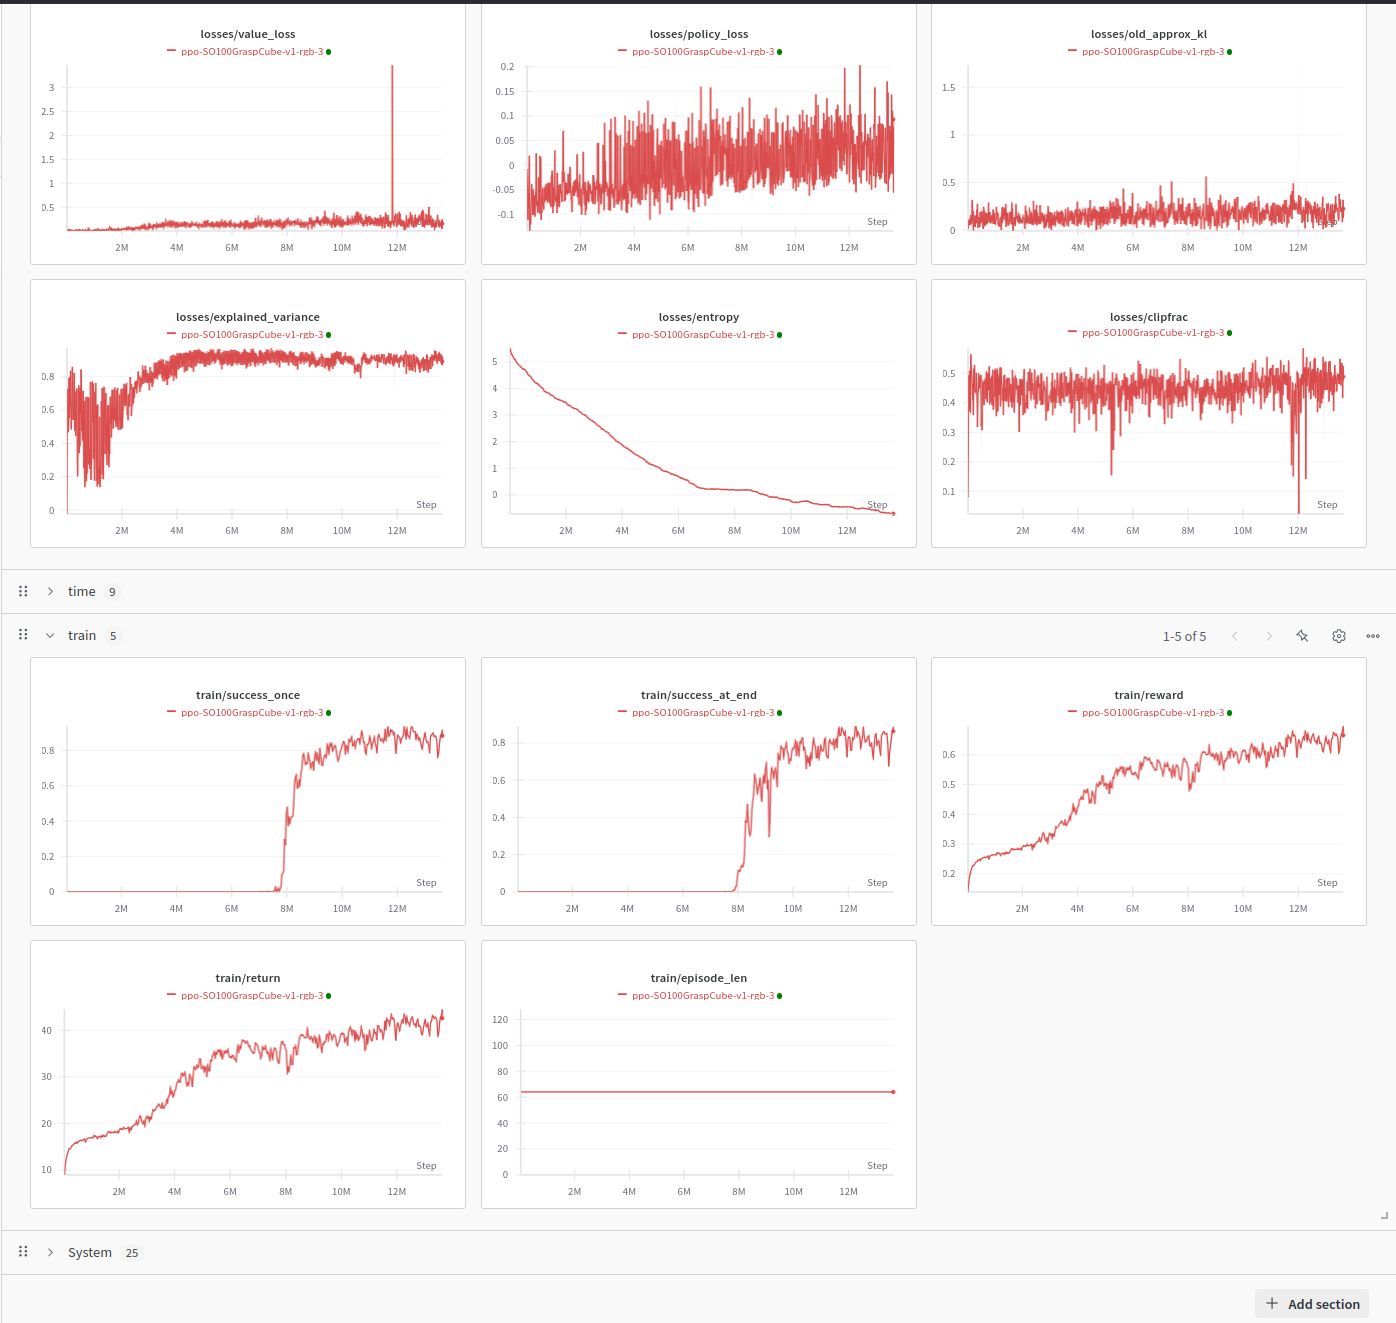 losses/value_loss
ppo-SO100GraspCube-v1-rgb-3
3
2.5
2
1.5
1
0.5
2M 4M 6M 8M 10M 12M
losses/policy_loss
ppo-SO100GraspCube-v1-rgb-3
0.2
0.15
0.1
0.05
0
-0.05
-0.1
Step
2M 4M 6M 8M 10M 12M
losses/old_approx_kl
ppo-SO100GraspCube-v1-rgb-3
1.5
1
0.5
0
Step
2M 4M 6M 8M 10M 12M
losses/explained_variance
ppo-SO100GraspCube-v1-rgb-3
0.8
0.6
0.4
0.2
0
Step
2M 4M 6M 8M 10M 12M
losses/entropy
ppo-SO100GraspCube-v1-rgb-3
5
4
3
2
1
0
Step
2M 4M 6M 8M 10M 12M
losses/clipfrac
ppo-SO100GraspCube-v1-rgb-3
0.5
0.4
0.3
0.2
0.1
Step
2M 4M 6M 8M 10M 12M
time 9
train 5
1-5 of 5
train/success_once
ppo-SO100GraspCube-v1-rgb-3
0.8
0.6
0.4
0.2
0
Step
2M 4M 6M 8M 10M 12M
train/success_at_end
ppo-SO100GraspCube-v1-rgb-3
0.8
0.6
0.4
0.2
0
Step
2M 4M 6M 8M 10M 12M
train/reward
ppo-SO100GraspCube-v1-rgb-3
0.6
0.5
0.4
0.3
0.2
Step
2M 4M 6M 8M 10M 12M
train/return
ppo-SO100GraspCube-v1-rgb-3
40
30
20
10
Step
2M 4M 6M 8M 10M 12M
train/episode_len
ppo-SO100GraspCube-v1-rgb-3
120
100
80
60
40
20
0
Step
2M 4M 6M 8M 10M 12M
System 25
Add section